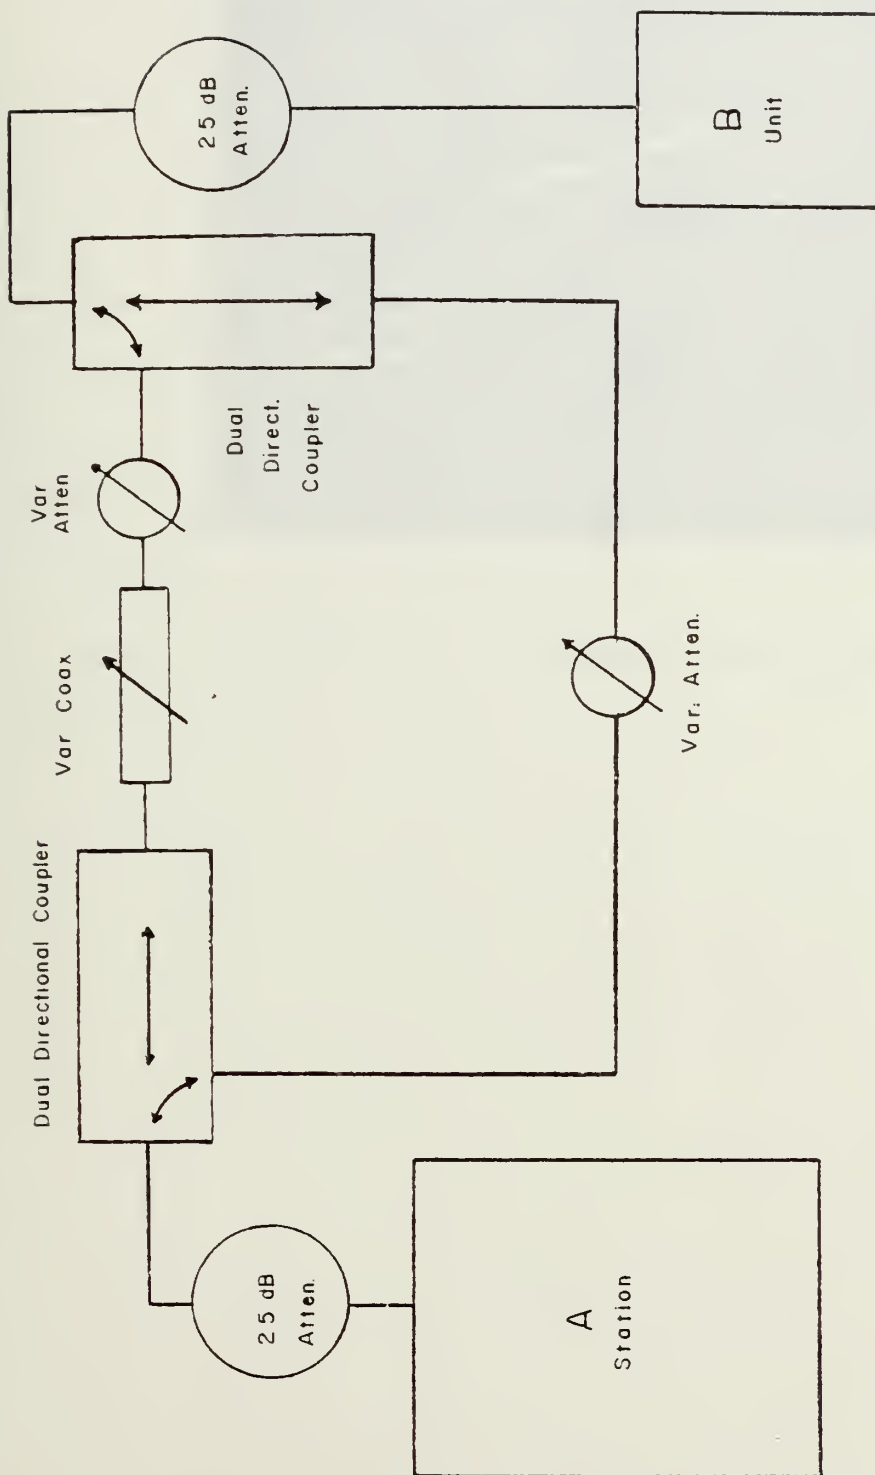 25 dB
Atten.
B
Unit
Dual
Direct.
Coupler
Var
Atten
Var Coax
Var. Atten.
Dual Directional Coupler
25 dB
Atten.
A
Station